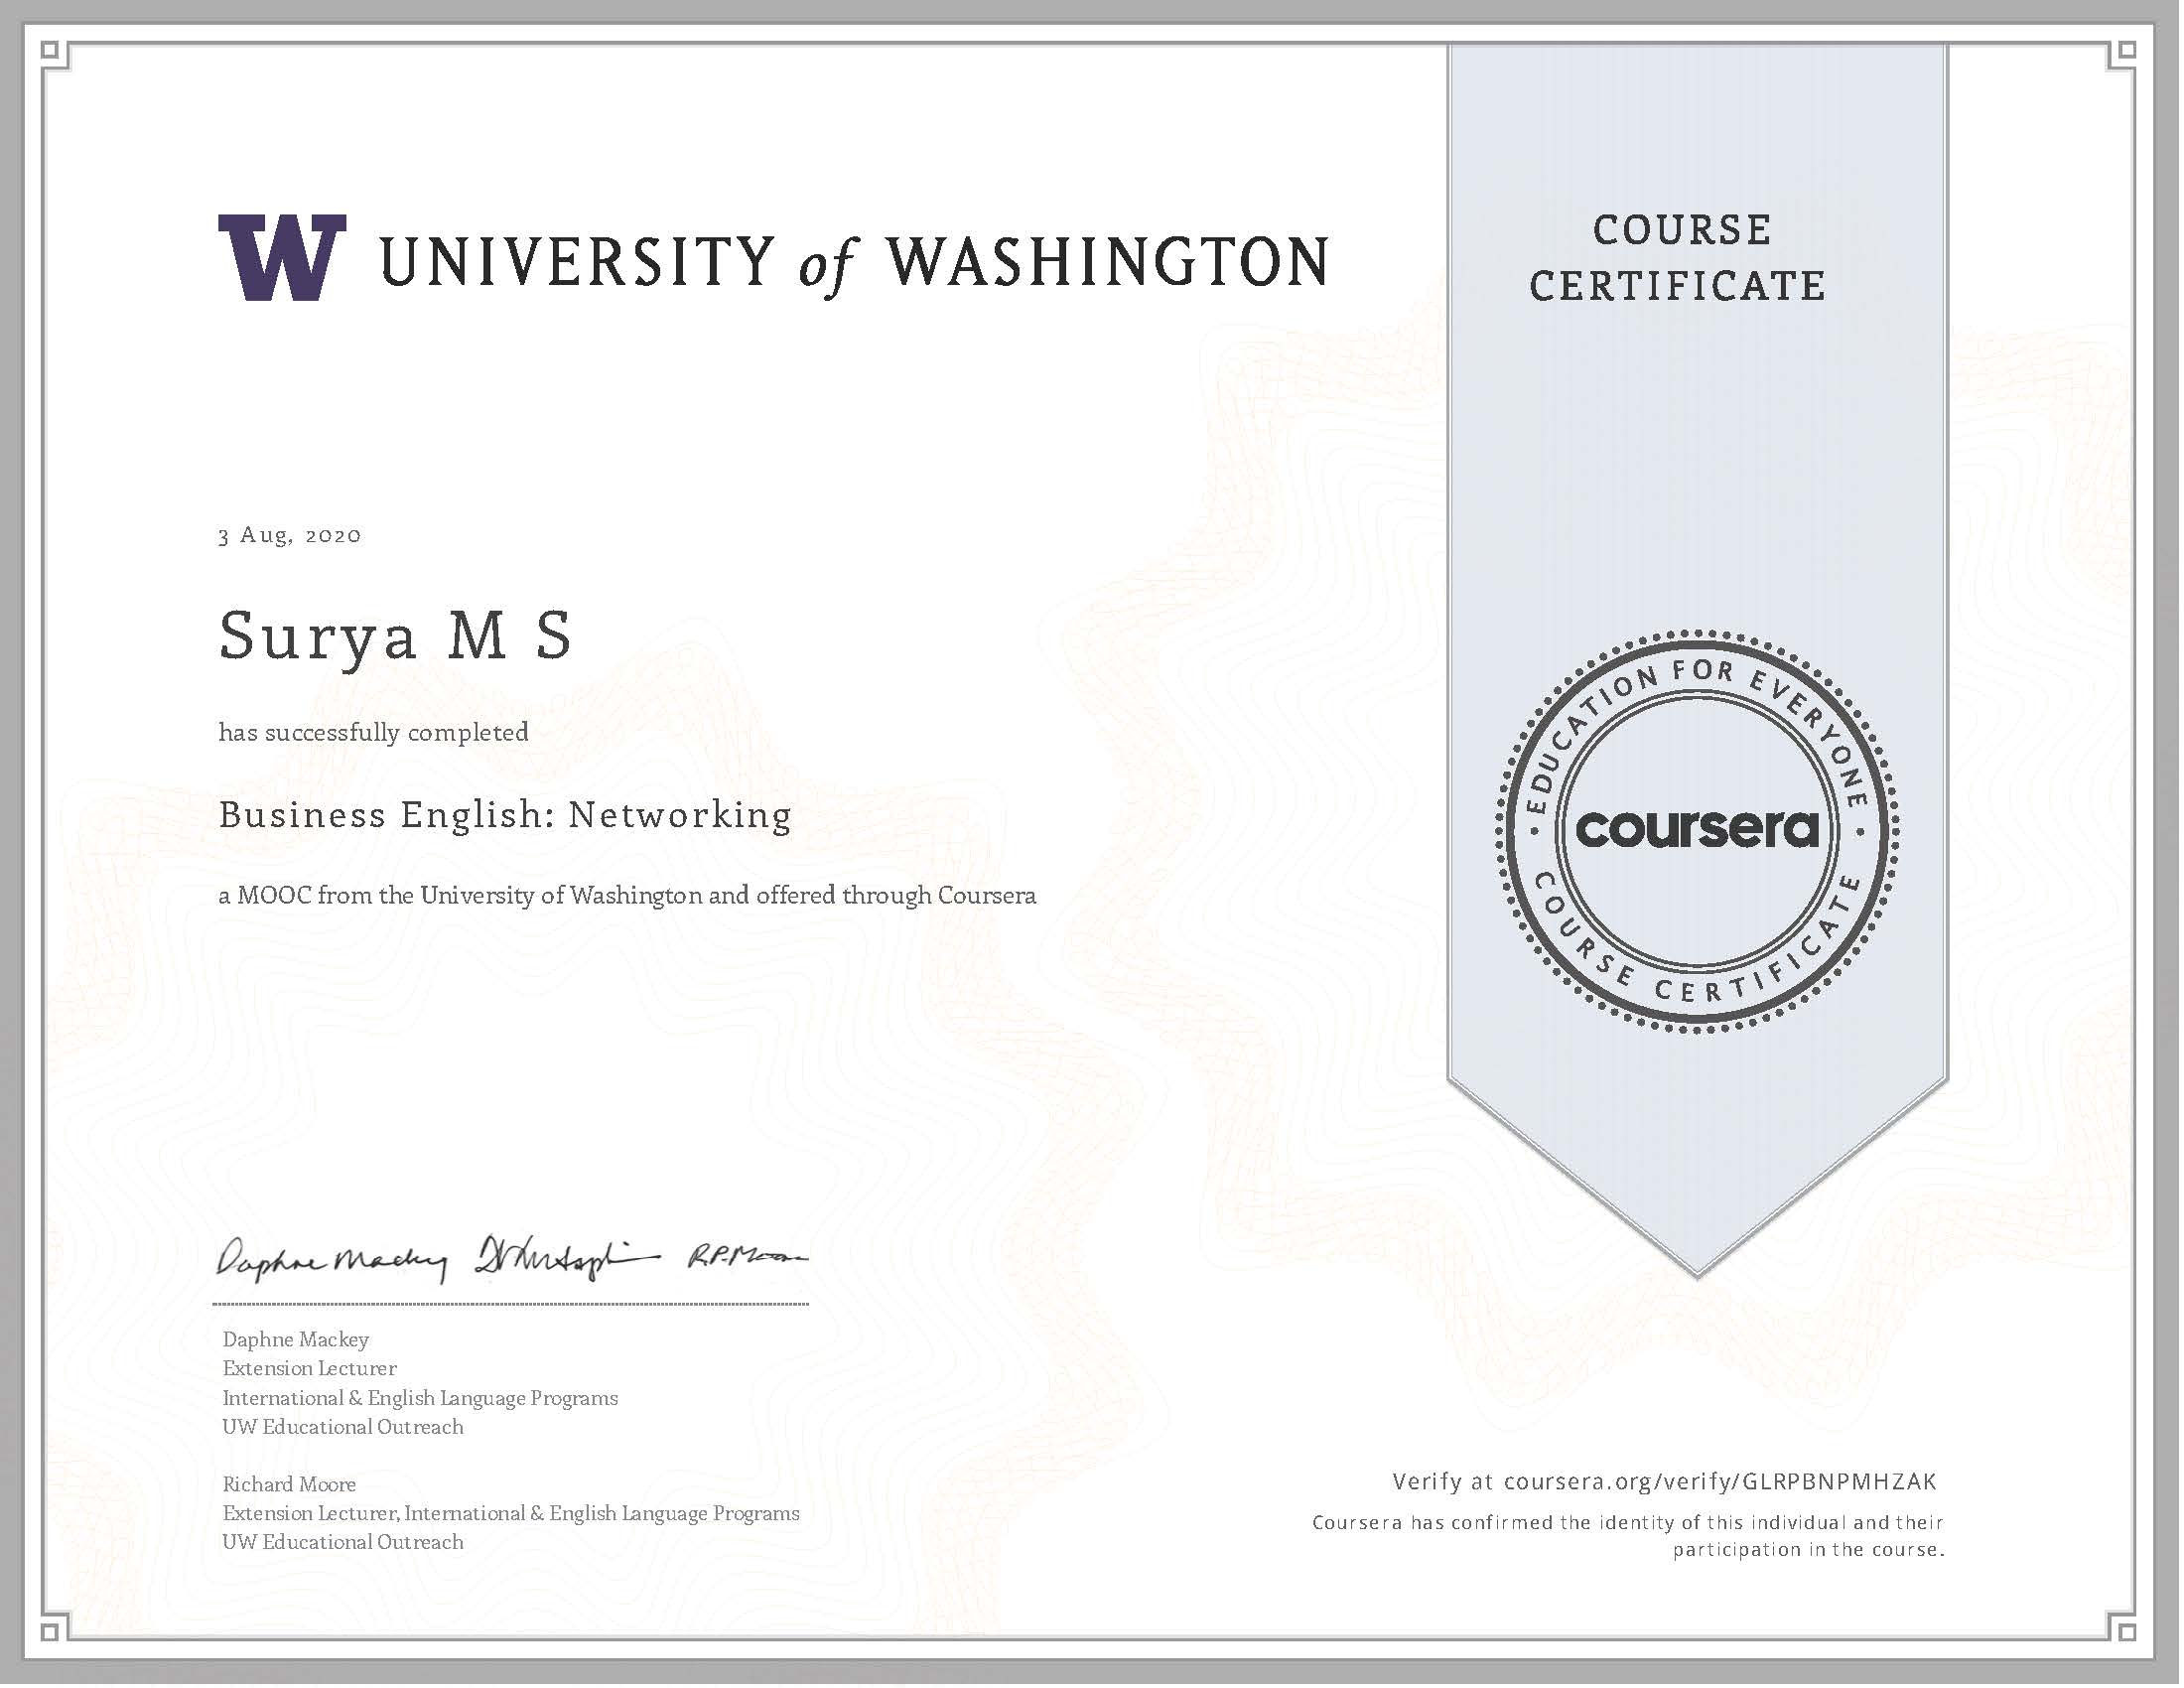 W UNIVERSITY of WASHINGTON
COURSE
CERTIFICATE
3 Aug, 2020
Surya M S
has successfully completed
Business English: Networking
a MOOC from the University of Washington and offered through Coursera
EDUCATION FOR EVERYONE
coursera
COURSE CERTIFICATE
Daphne Mackey R.P.Moore
Daphne Mackey
Extension Lecturer
International & English Language Programs
UW Educational Outreach
Richard Moore
Extension Lecturer, International & English Language Programs
UW Educational Outreach
Verify at coursera.org/verify/GLRPBNPMHZAK
Coursera has confirmed the identity of this individual and their
participation in the course.